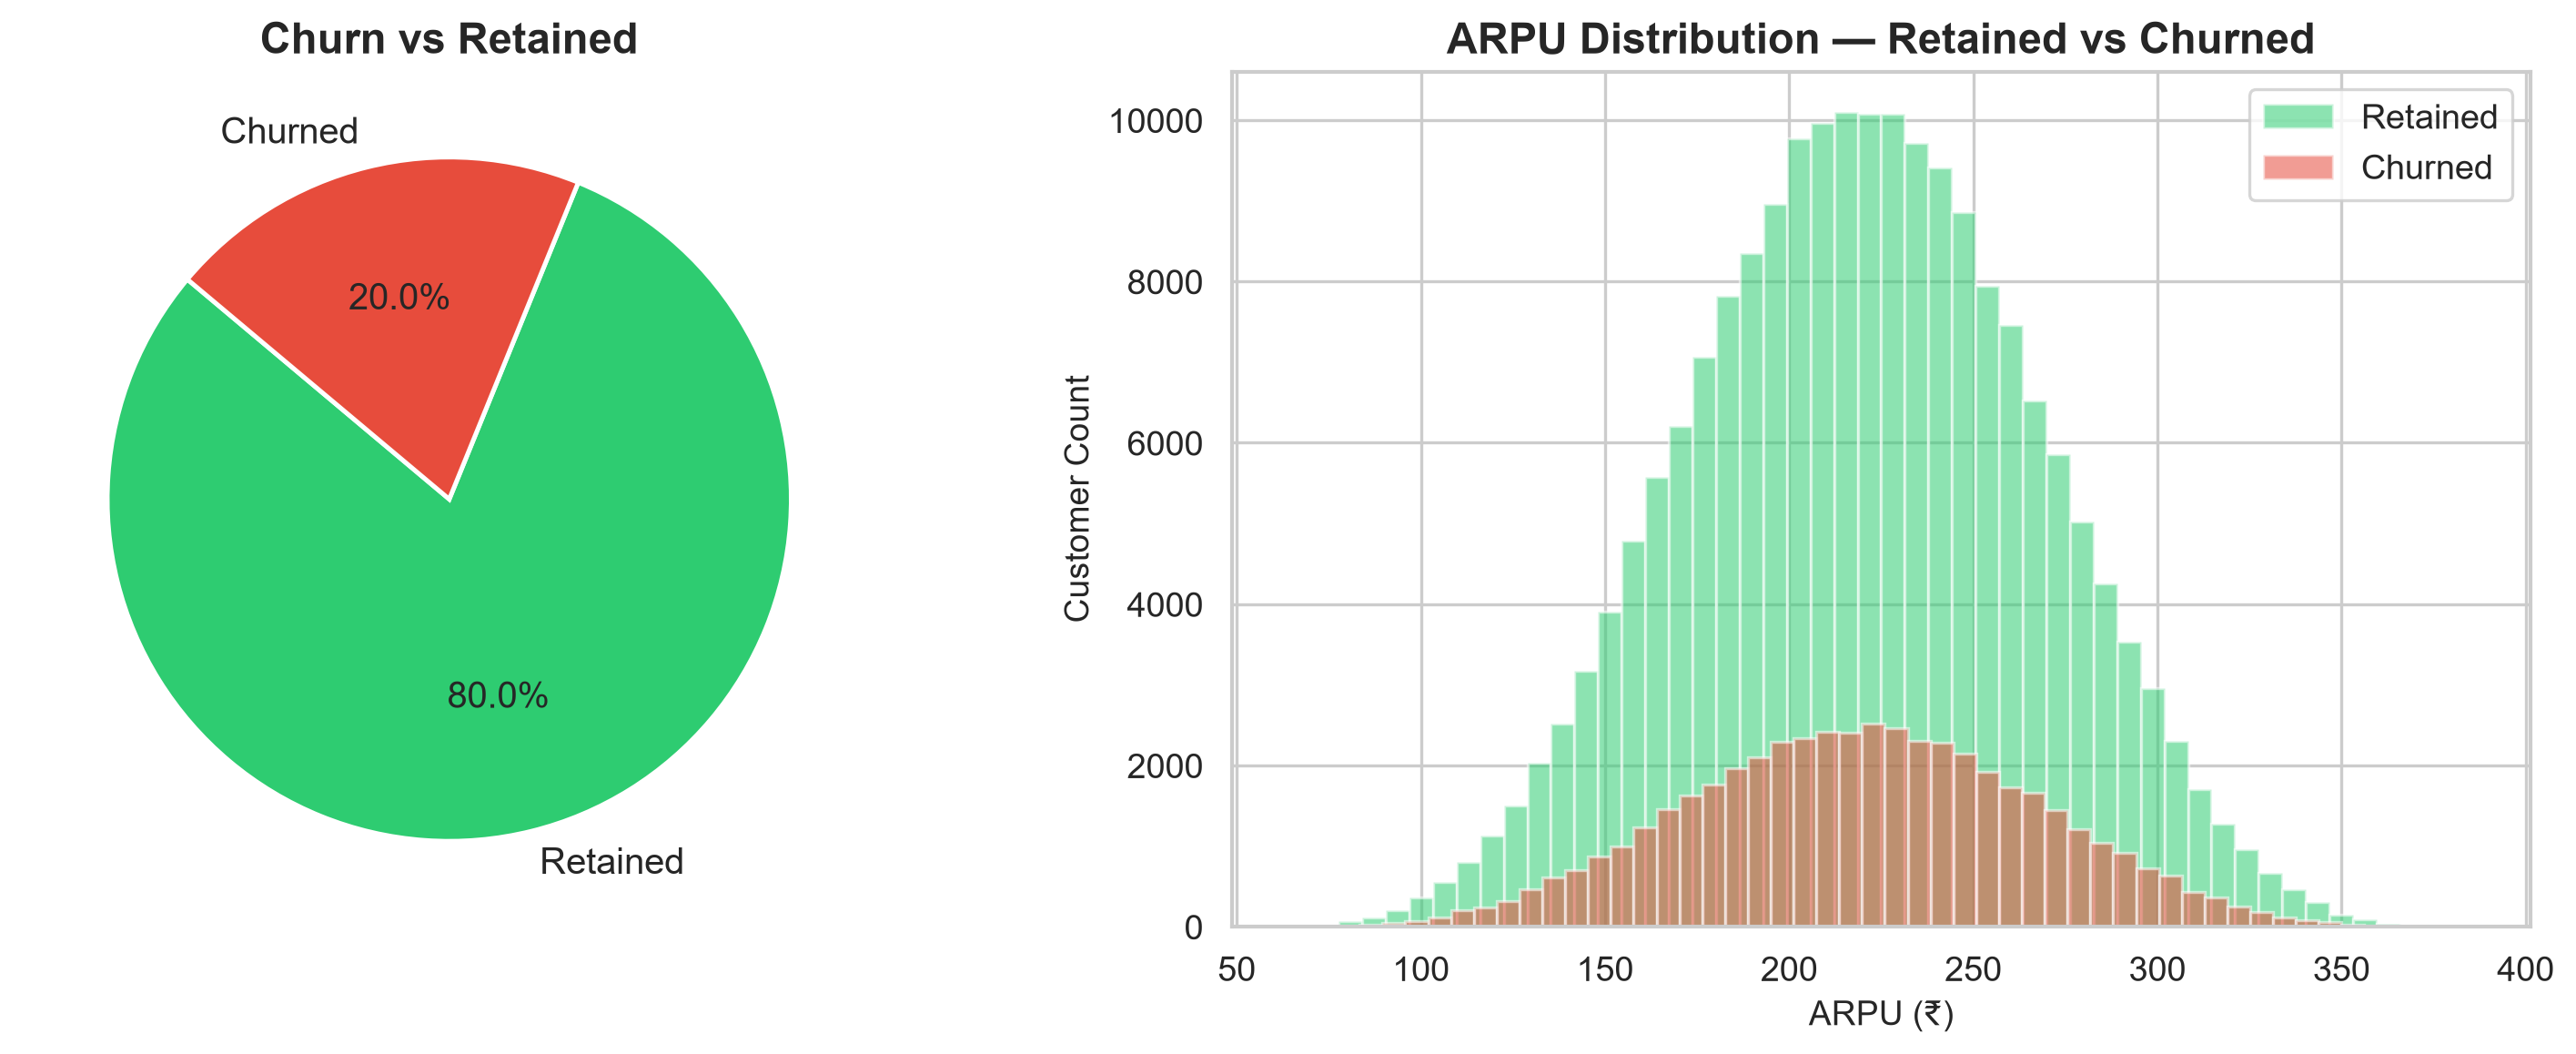 Churn vs Retained
Churned
20.0%
80.0%
Retained
ARPU Distribution — Retained vs Churned
Retained
Churned
Customer Count
10000
8000
6000
4000
2000
0
50 100 150 200 250 300 350 400
ARPU (₹)